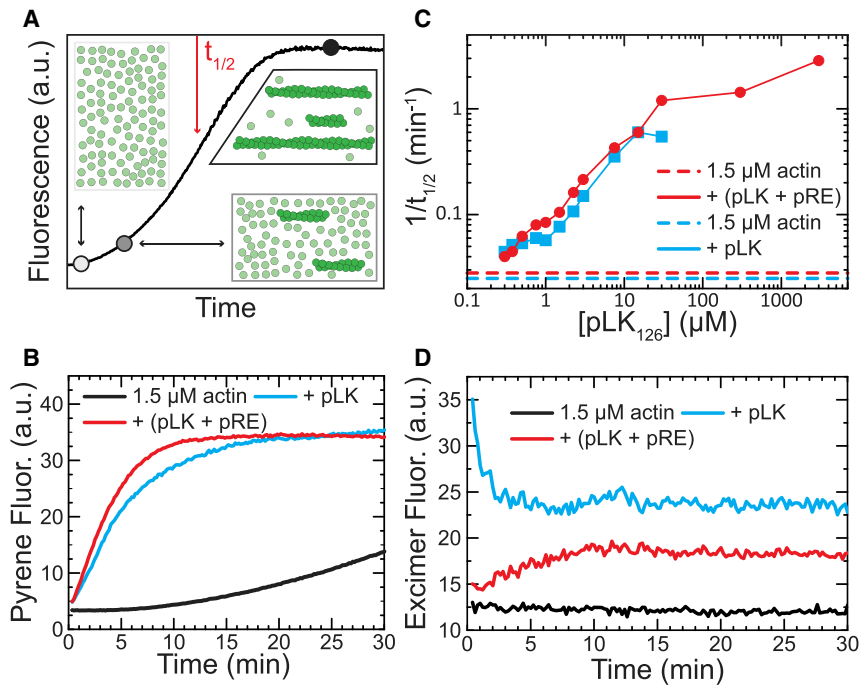 A
Fluorescence (a.u.)
t1/2
Time
C
1/t1/2 (min-1)
1
0.1
1.5 µM actin
+ (pLK + pRE)
1.5 µM actin
+ pLK
0.1
1
10
100
1000
[pLK126] (µM)
B
Pyrene Fluor. (a.u.)
40
30
20
10
0
1.5 µM actin
+ pLK
+ (pLK + pRE)
0
5
10
15
20
25
30
Time (min)
D
Excimer Fluor. (a.u.)
35
30
25
20
15
10
1.5 µM actin
+ pLK
+ (pLK + pRE)
0
5
10
15
20
25
30
Time (min)